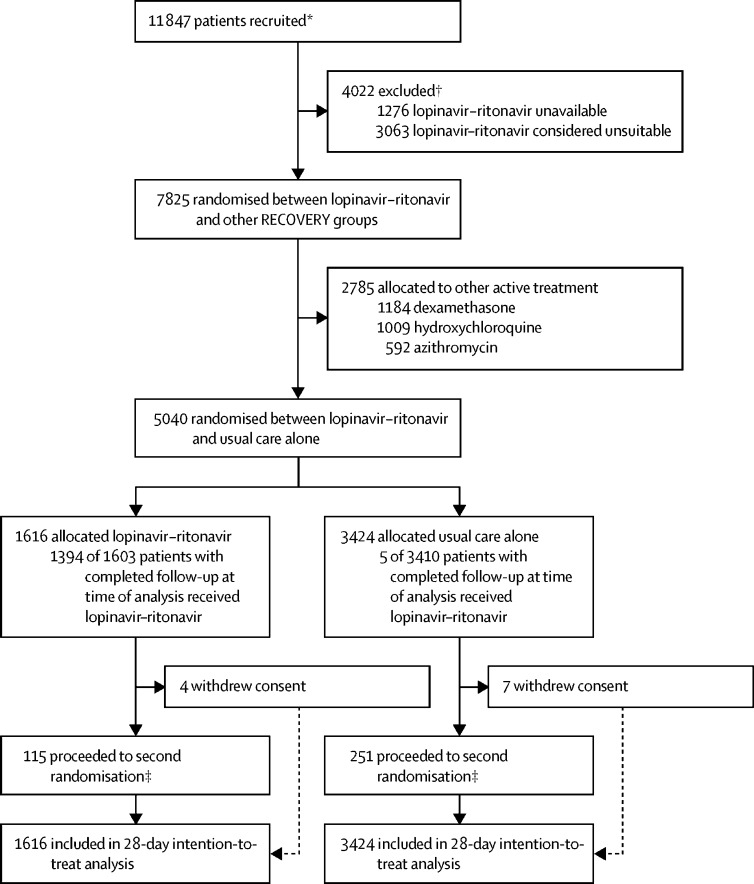 11847 patients recruited*
4022 excluded†
1276 lopinavir–ritonavir unavailable
3063 lopinavir–ritonavir considered unsuitable
7825 randomised between lopinavir–ritonavir
and other RECOVERY groups
2785 allocated to other active treatment
1184 dexamethasone
1009 hydroxychloroquine
592 azithromycin
5040 randomised between lopinavir–ritonavir
and usual care alone
1616 allocated lopinavir–ritonavir
1394 of 1603 patients with
completed follow-up at
time of analysis received
lopinavir–ritonavir
3424 allocated usual care alone
5 of 3410 patients with
completed follow-up at time
of analysis received
lopinavir–ritonavir
4 withdrew consent
7 withdrew consent
115 proceeded to second
randomisation‡
251 proceeded to second
randomisation‡
1616 included in 28-day intention-to-
treat analysis
3424 included in 28-day intention-to-
treat analysis